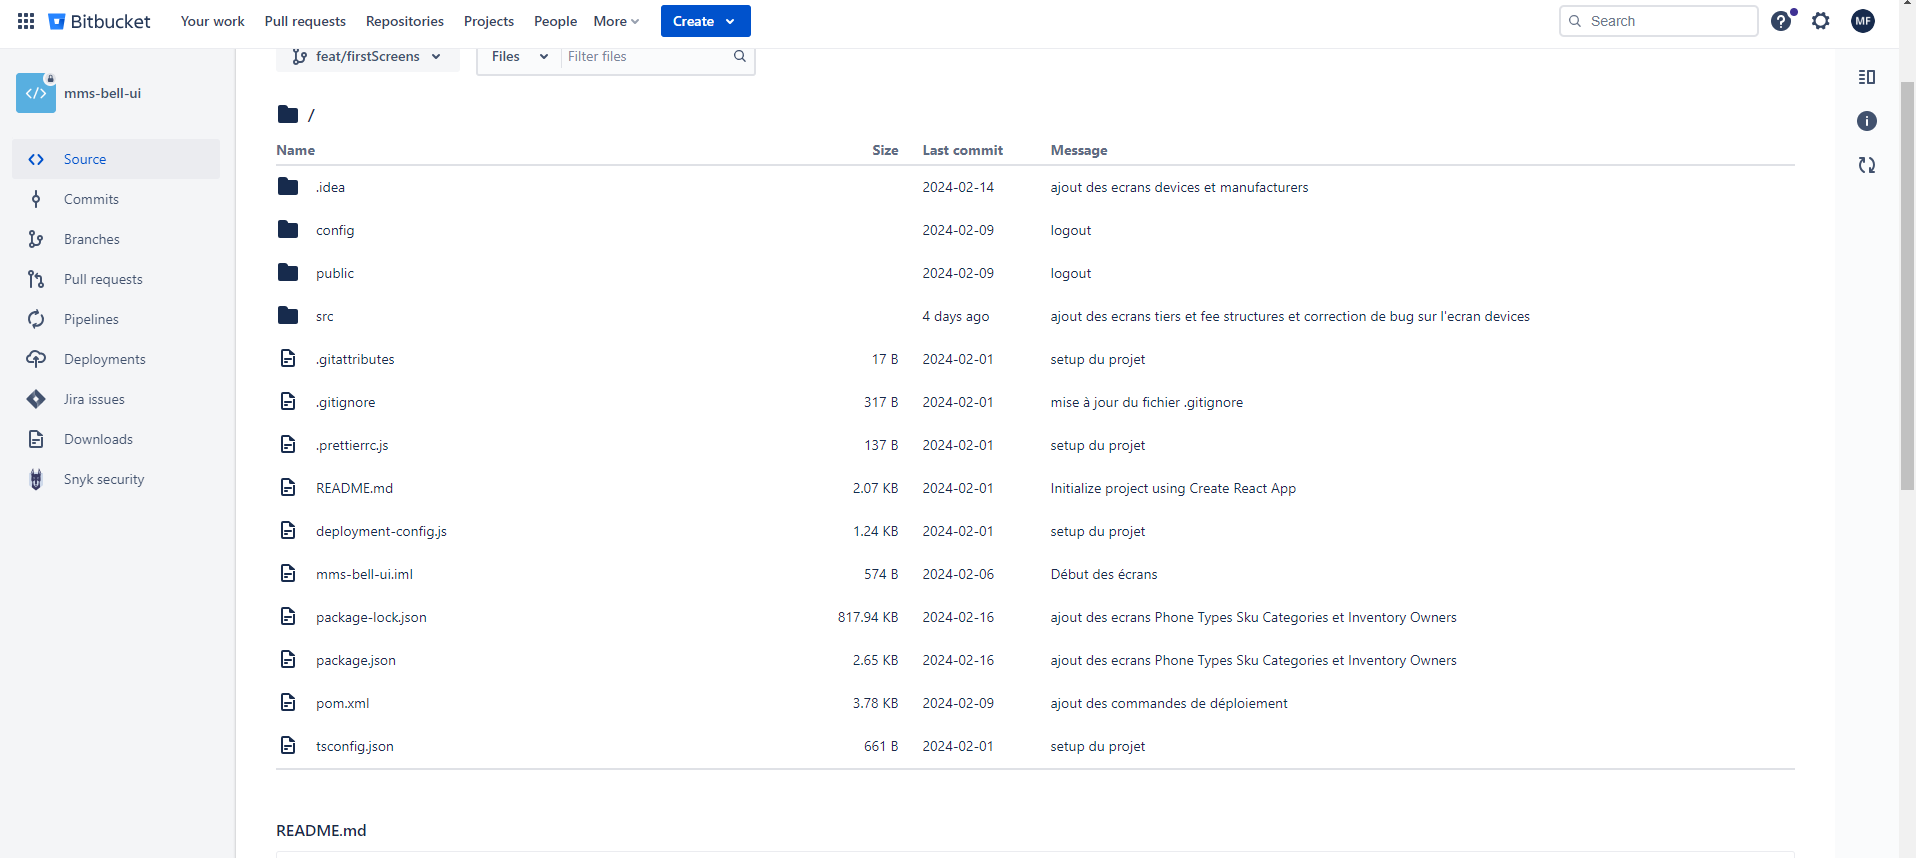 Bitbucket Your work Pull requests Repositories Projects People More Create Search MF
mms-bell-ui
Source
Commits
Branches
Pull requests
Pipelines
Deployments
Jira issues
Downloads
Snyk security
feat/firstScreens Files Filter files
/
Name Size Last commit Message
.idea 2024-02-14 ajout des ecrans devices et manufacturers
config 2024-02-09 logout
public 2024-02-09 logout
src 4 days ago ajout des ecrans tiers et fee structures et correction de bug sur l'ecran devices
.gitattributes 17 B 2024-02-01 setup du projet
.gitignore 317 B 2024-02-01 mise à jour du fichier .gitignore
.prettierrc.js 137 B 2024-02-01 setup du projet
README.md 2.07 KB 2024-02-01 Initialize project using Create React App
deployment-config.js 1.24 KB 2024-02-01 setup du projet
mms-bell-ui.iml 574 B 2024-02-06 Début des écrans
package-lock.json 817.94 KB 2024-02-16 ajout des ecrans Phone Types Sku Categories et Inventory Owners
package.json 2.65 KB 2024-02-16 ajout des ecrans Phone Types Sku Categories et Inventory Owners
pom.xml 3.78 KB 2024-02-09 ajout des commandes de déploiement
tsconfig.json 661 B 2024-02-01 setup du projet
README.md